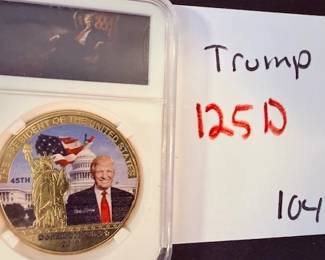 PRESIDENT OF THE UNITED STATES
45TH
Trump
125D
104